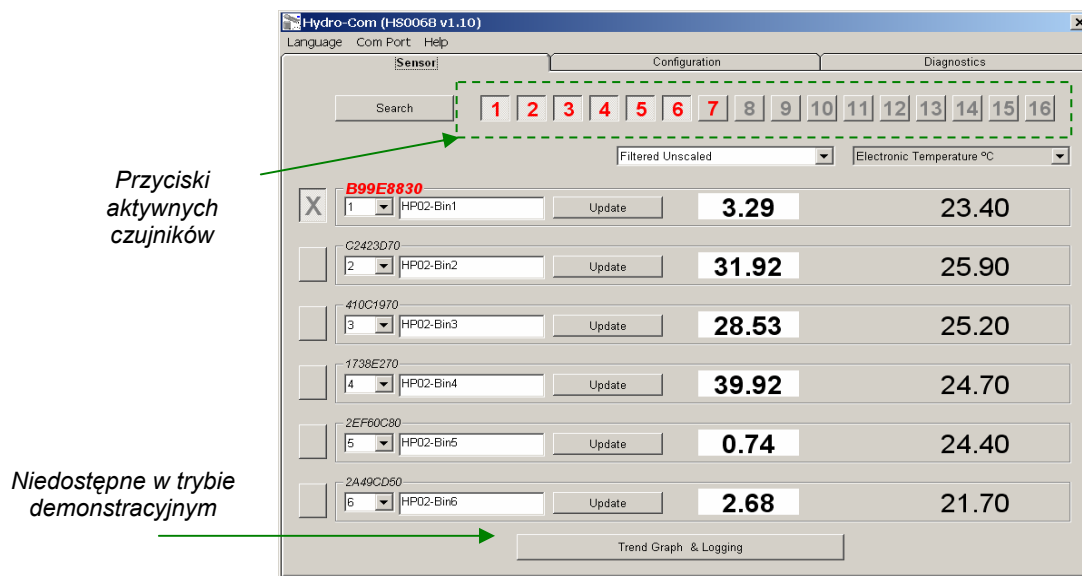 Hydro-Com (HS0068 v1.10)
Language Com Port Help
Sensor Configuration Diagnostics
Search 1 2 3 4 5 6 7 8 9 10 11 12 13 14 15 16
Filtered Unscaled Electronic Temperature ºC
Przyciski
aktywnych
czujników
B99E8830
X 1 HP02-Bin1 Update 3.29 23.40
C2423D70
2 HP02-Bin2 Update 31.92 25.90
410C1970
3 HP02-Bin3 Update 28.53 25.20
1738E270
4 HP02-Bin4 Update 39.92 24.70
2EF60C80
5 HP02-Bin5 Update 0.74 24.40
Niedostępne w trybie
demonstracyjnym
2A49CD50
6 HP02-Bin6 Update 2.68 21.70
Trend Graph & Logging